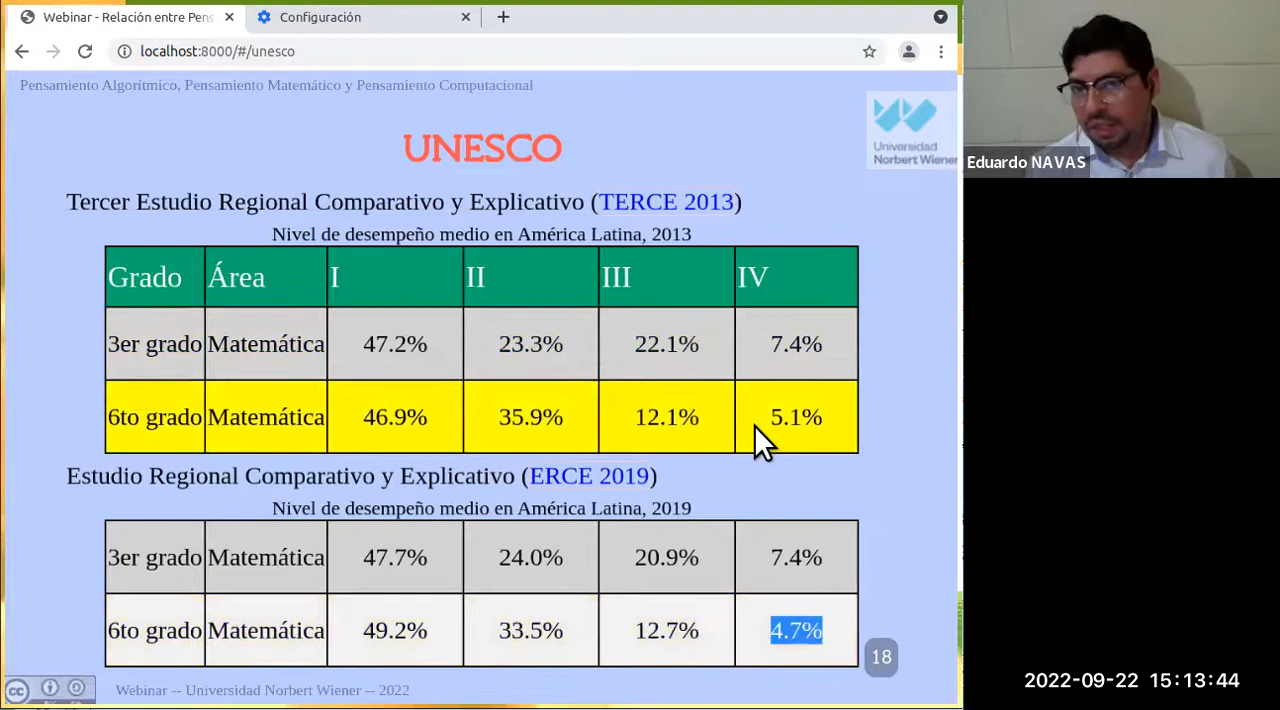 Webinar - Relación entre Pens
Configuración
localhost:8000/#/unesco
Pensamiento Algorítmico, Pensamiento Matemático y Pensamiento Computacional
Universidad
Norbert Wiener
UNESCO
Eduardo NAVAS
Tercer Estudio Regional Comparativo y Explicativo (TERCE 2013)
Nivel de desempeño medio en América Latina, 2013
Grado Área I II III IV
3er grado Matemática 47.2% 23.3% 22.1% 7.4%
6to grado Matemática 46.9% 35.9% 12.1% 5.1%
Estudio Regional Comparativo y Explicativo (ERCE 2019)
Nivel de desempeño medio en América Latina, 2019
3er grado Matemática 47.7% 24.0% 20.9% 7.4%
6to grado Matemática 49.2% 33.5% 12.7% 4.7%
18
2022-09-22 15:13:44
cc
Webinar -- Universidad Norbert Wiener -- 2022